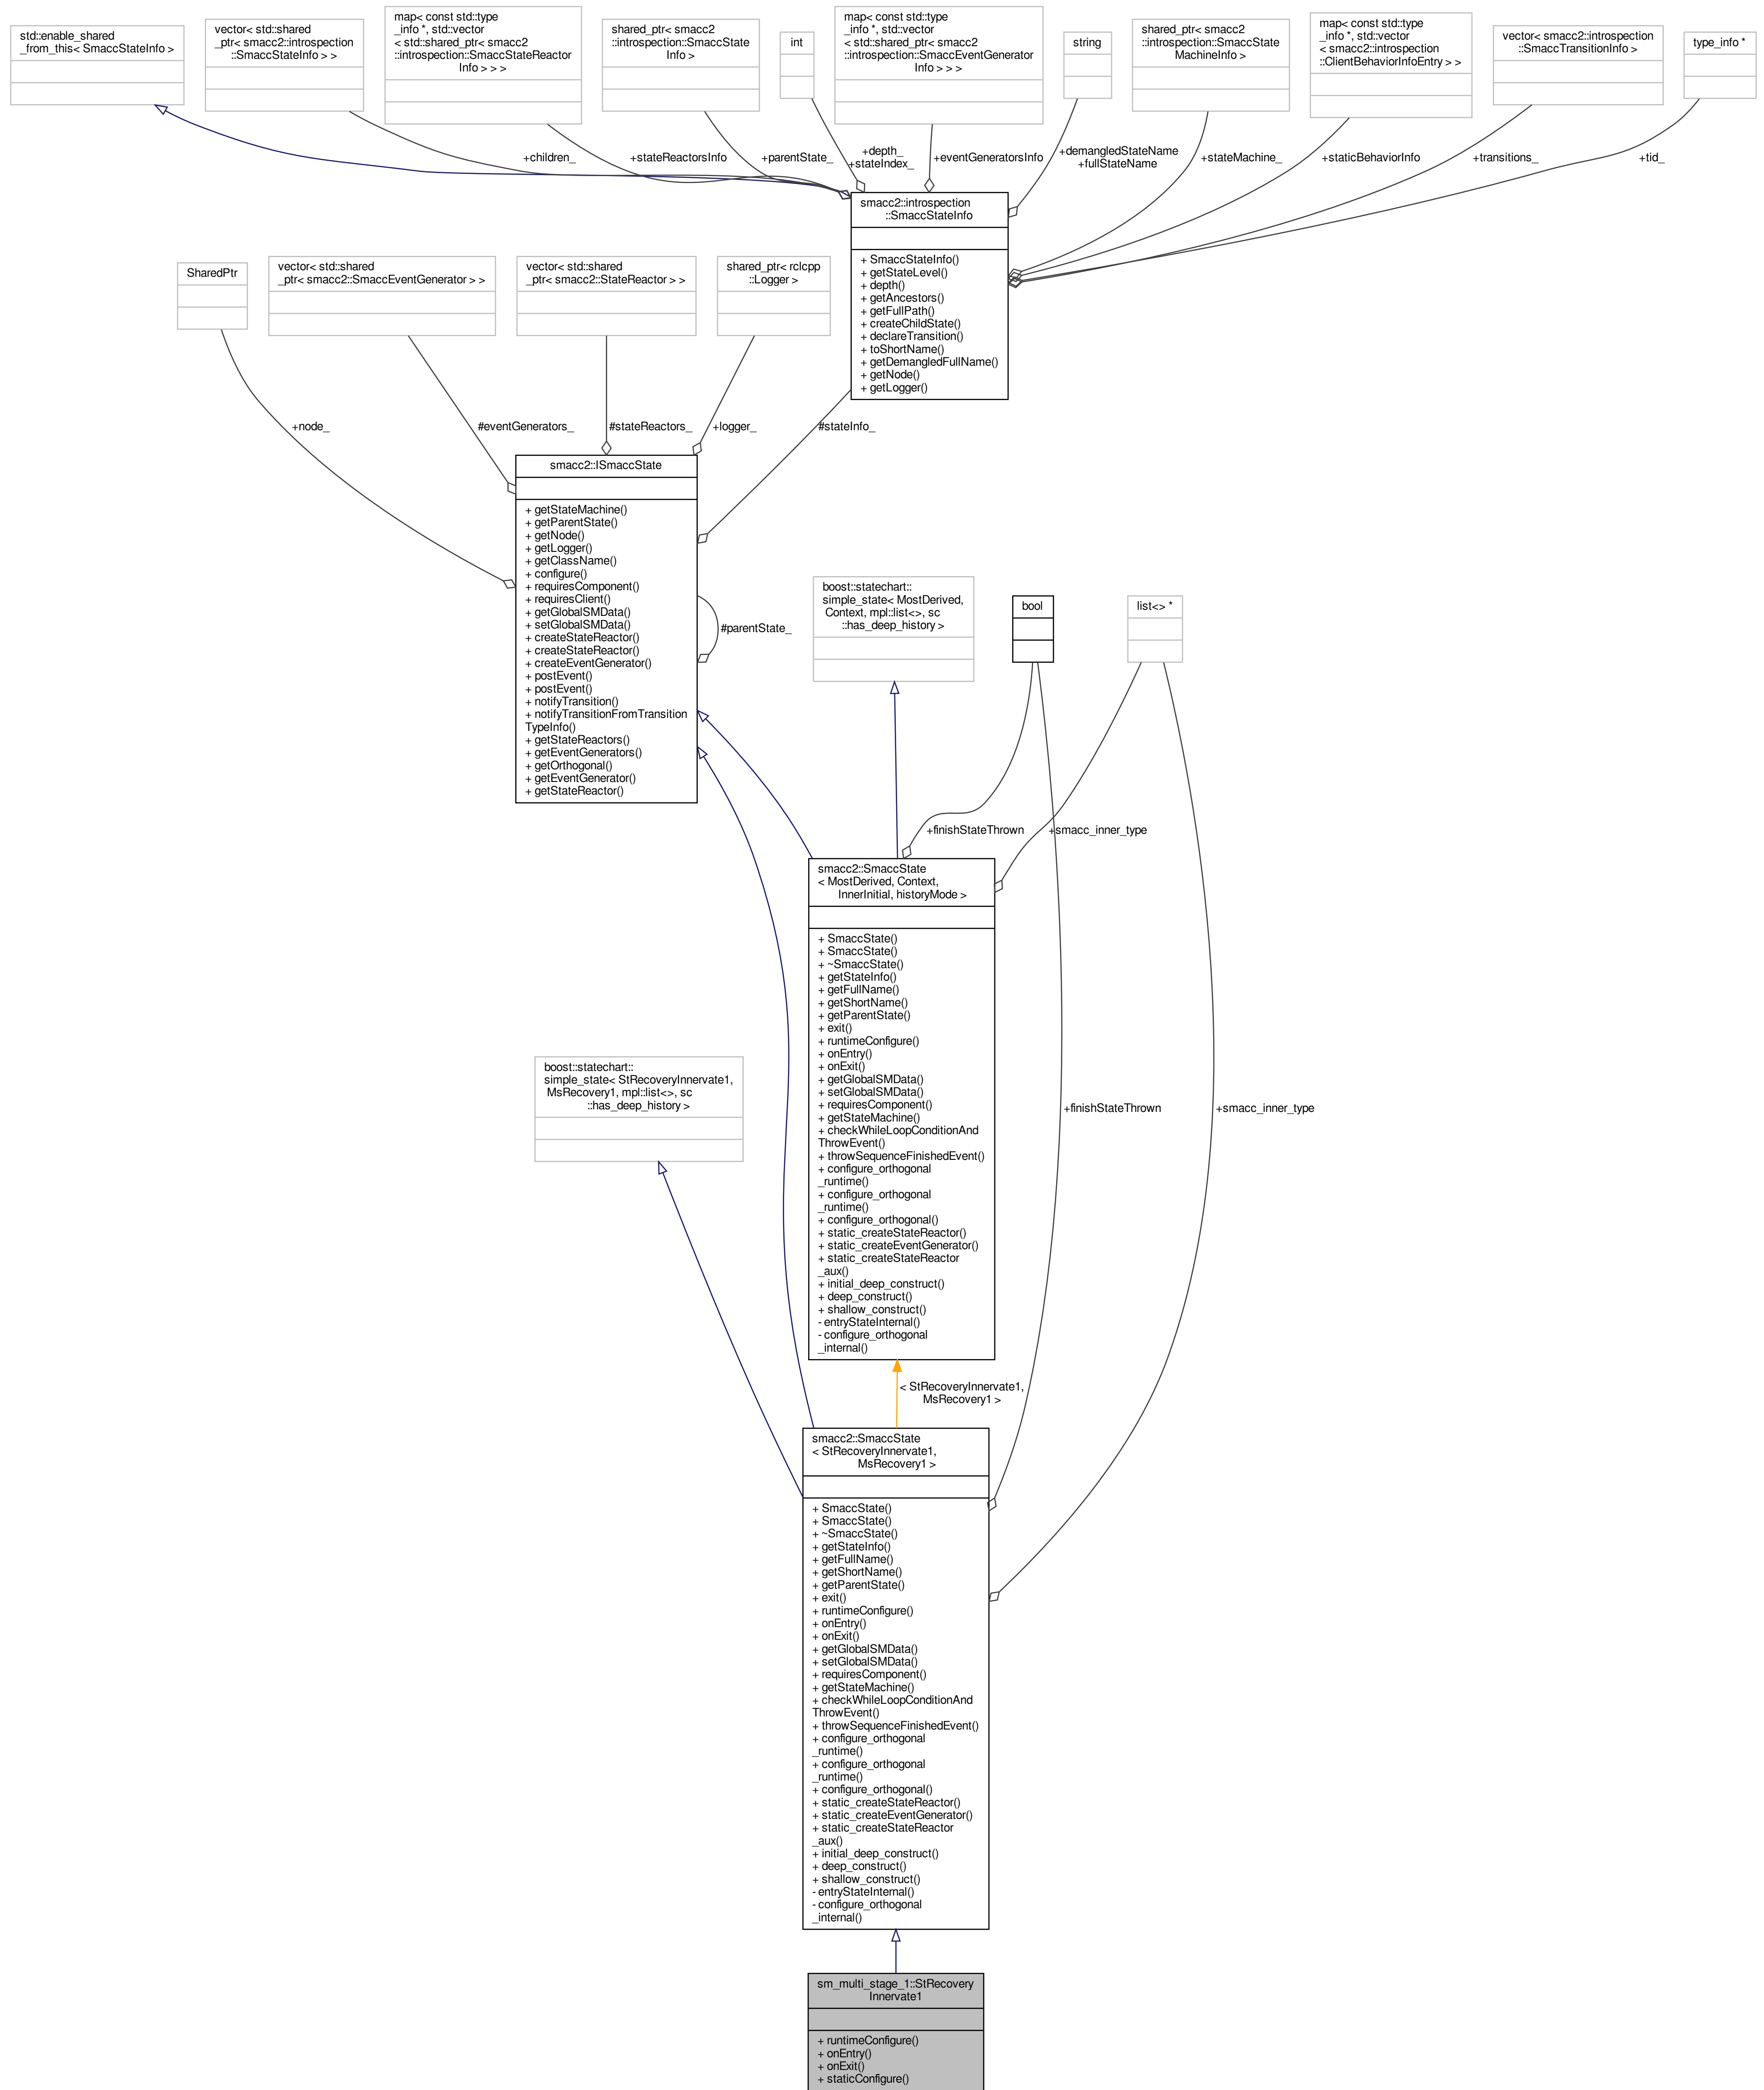 std::enable_shared
_from_this< SmaccStateInfo >
vector< std::shared
_ptr< smacc2::introspection
::SmaccStateInfo > >
map< const std::type
_info *, std::vector
< std::shared_ptr< smacc2
::introspection::SmaccStateReactor
Info > > >
shared_ptr< smacc2
::introspection::SmaccState
Info >
int
map< const std::type
_info *, std::vector
< std::shared_ptr< smacc2
::introspection::SmaccEventGenerator
Info > > >
string
shared_ptr< smacc2
::introspection::SmaccState
MachineInfo >
map< const std::type
_info *, std::vector
< smacc2::introspection
::ClientBehaviorInfoEntry > >
vector< smacc2::introspection
::SmaccTransitionInfo >
type_info *
+children_
+stateReactorsInfo
+parentState_
+depth_
+stateIndex_
+eventGeneratorsInfo
+demangledStateName
+fullStateName
+stateMachine_
+staticBehaviorInfo
+transitions_
+tid_
smacc2::introspection
::SmaccStateInfo
+ SmaccStateInfo()
+ getStateLevel()
+ depth()
+ getAncestors()
+ getFullPath()
+ createChildState()
+ declareTransition()
+ toShortName()
+ getDemangledFullName()
+ getNode()
+ getLogger()
SharedPtr
vector< std::shared
_ptr< smacc2::SmaccEventGenerator > >
vector< std::shared
_ptr< smacc2::StateReactor > >
shared_ptr< rclcpp
::Logger >
+node_
#eventGenerators_
#stateReactors_
+logger_
#stateInfo_
smacc2::ISmaccState
+ getStateMachine()
+ getParentState()
+ getNode()
+ getLogger()
+ getClassName()
+ configure()
+ requiresComponent()
+ requiresClient()
+ getGlobalSMData()
+ setGlobalSMData()
+ createStateReactor()
+ createStateReactor()
+ createEventGenerator()
+ postEvent()
+ postEvent()
+ notifyTransition()
+ notifyTransitionFromTransition
TypeInfo()
+ getStateReactors()
+ getEventGenerators()
+ getOrthogonal()
+ getEventGenerator()
+ getStateReactor()
#parentState_
boost::statechart::
simple_state< MostDerived,
Context, mpl::list<>, sc
::has_deep_history >
bool
list<> *
+finishStateThrown
+smacc_inner_type
smacc2::SmaccState
< MostDerived, Context,
InnerInitial, historyMode >
+ SmaccState()
+ SmaccState()
+ ~SmaccState()
+ getStateInfo()
+ getFullName()
+ getShortName()
+ getParentState()
+ exit()
+ runtimeConfigure()
+ onEntry()
+ onExit()
+ getGlobalSMData()
+ setGlobalSMData()
+ requiresComponent()
+ getStateMachine()
+ checkWhileLoopConditionAnd
ThrowEvent()
+ throwSequenceFinishedEvent()
+ configure_orthogonal
_runtime()
+ configure_orthogonal
_runtime()
+ configure_orthogonal()
+ static_createStateReactor()
+ static_createEventGenerator()
+ static_createStateReactor
_aux()
+ initial_deep_construct()
+ deep_construct()
+ shallow_construct()
- entryStateInternal()
- configure_orthogonal
_internal()
boost::statechart::
simple_state< StRecoveryInnervate1,
MsRecovery1, mpl::list<>, sc
::has_deep_history >
+finishStateThrown
+smacc_inner_type
< StRecoveryInnervate1,
MsRecovery1 >
smacc2::SmaccState
< StRecoveryInnervate1,
MsRecovery1 >
+ SmaccState()
+ SmaccState()
+ ~SmaccState()
+ getStateInfo()
+ getFullName()
+ getShortName()
+ getParentState()
+ exit()
+ runtimeConfigure()
+ onEntry()
+ onExit()
+ getGlobalSMData()
+ setGlobalSMData()
+ requiresComponent()
+ getStateMachine()
+ checkWhileLoopConditionAnd
ThrowEvent()
+ throwSequenceFinishedEvent()
+ configure_orthogonal
_runtime()
+ configure_orthogonal
_runtime()
+ configure_orthogonal()
+ static_createStateReactor()
+ static_createEventGenerator()
+ static_createStateReactor
_aux()
+ initial_deep_construct()
+ deep_construct()
+ shallow_construct()
- entryStateInternal()
- configure_orthogonal
_internal()
sm_multi_stage_1::StRecovery
Innervate1
+ runtimeConfigure()
+ onEntry()
+ onExit()
+ staticConfigure()